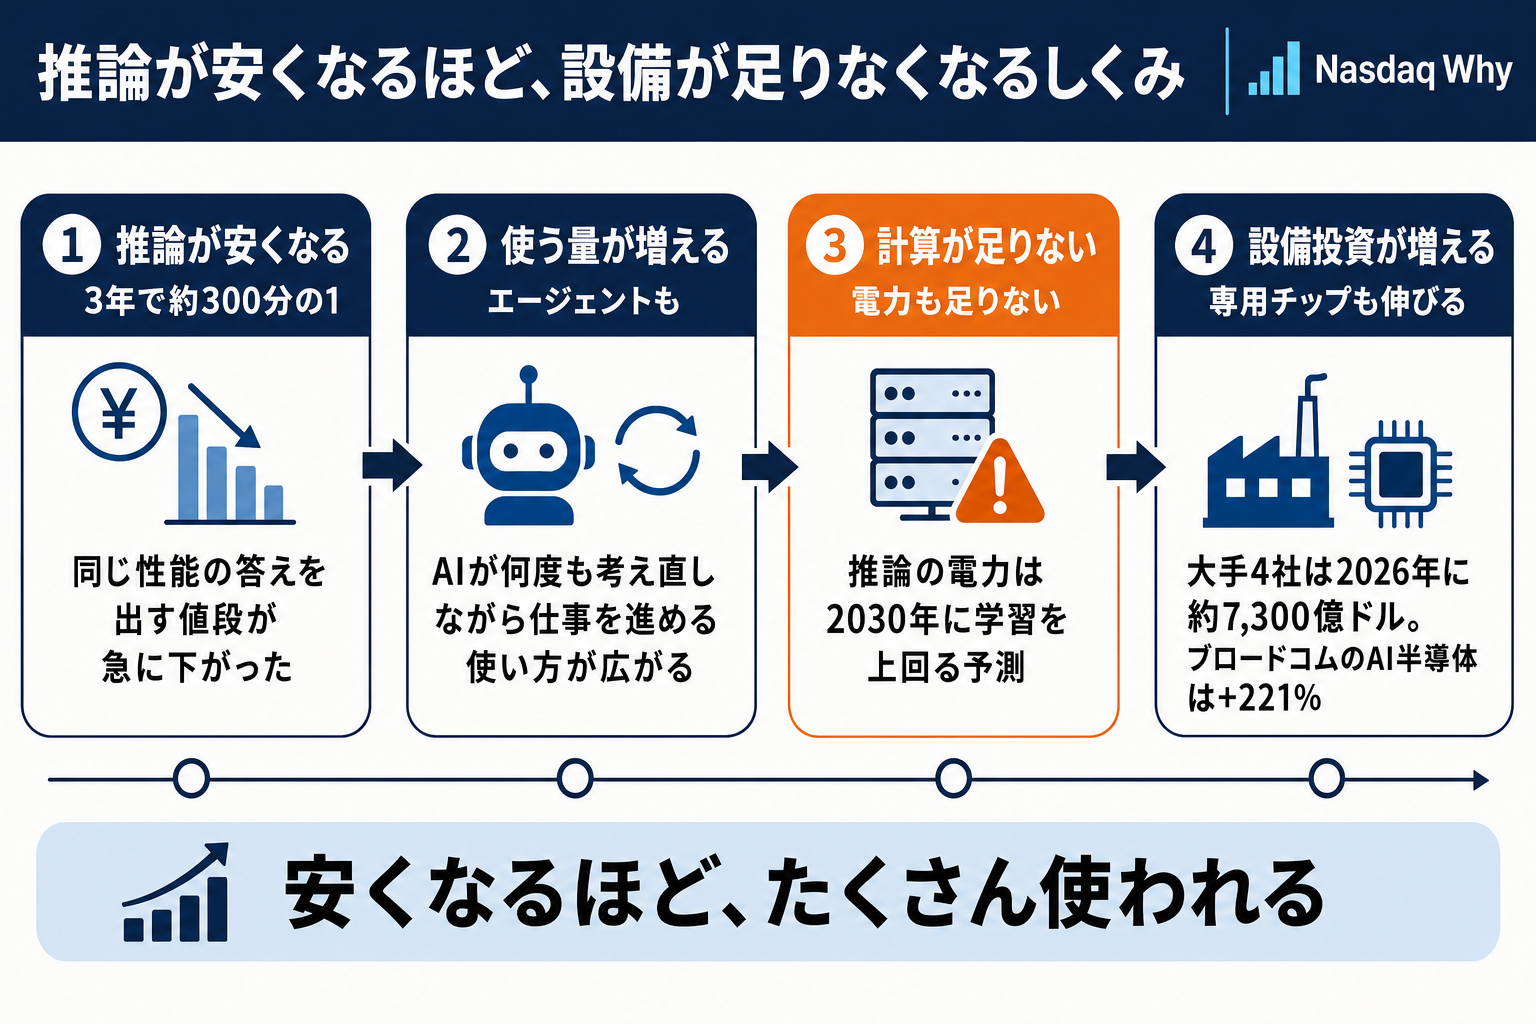 推論が安くなるほど、設備が足りなくなるしくみ
Nasdaq Why
1 推論が安くなる
3年で約300分の1
¥
同じ性能の答えを
出す値段が
急に下がった
2 使う量が増える
エージェントも
AIが何度も考え直し
ながら仕事を進める
使い方が広がる
3 計算が足りない
電力も足りない
推論の電力は
2030年に学習を
上回る予測
4 設備投資が増える
専用チップも伸びる
大手4社は2026年に
約7,300億ドル。
ブロードコムのAI半導体
は+221%
安くなるほど、たくさん使われる